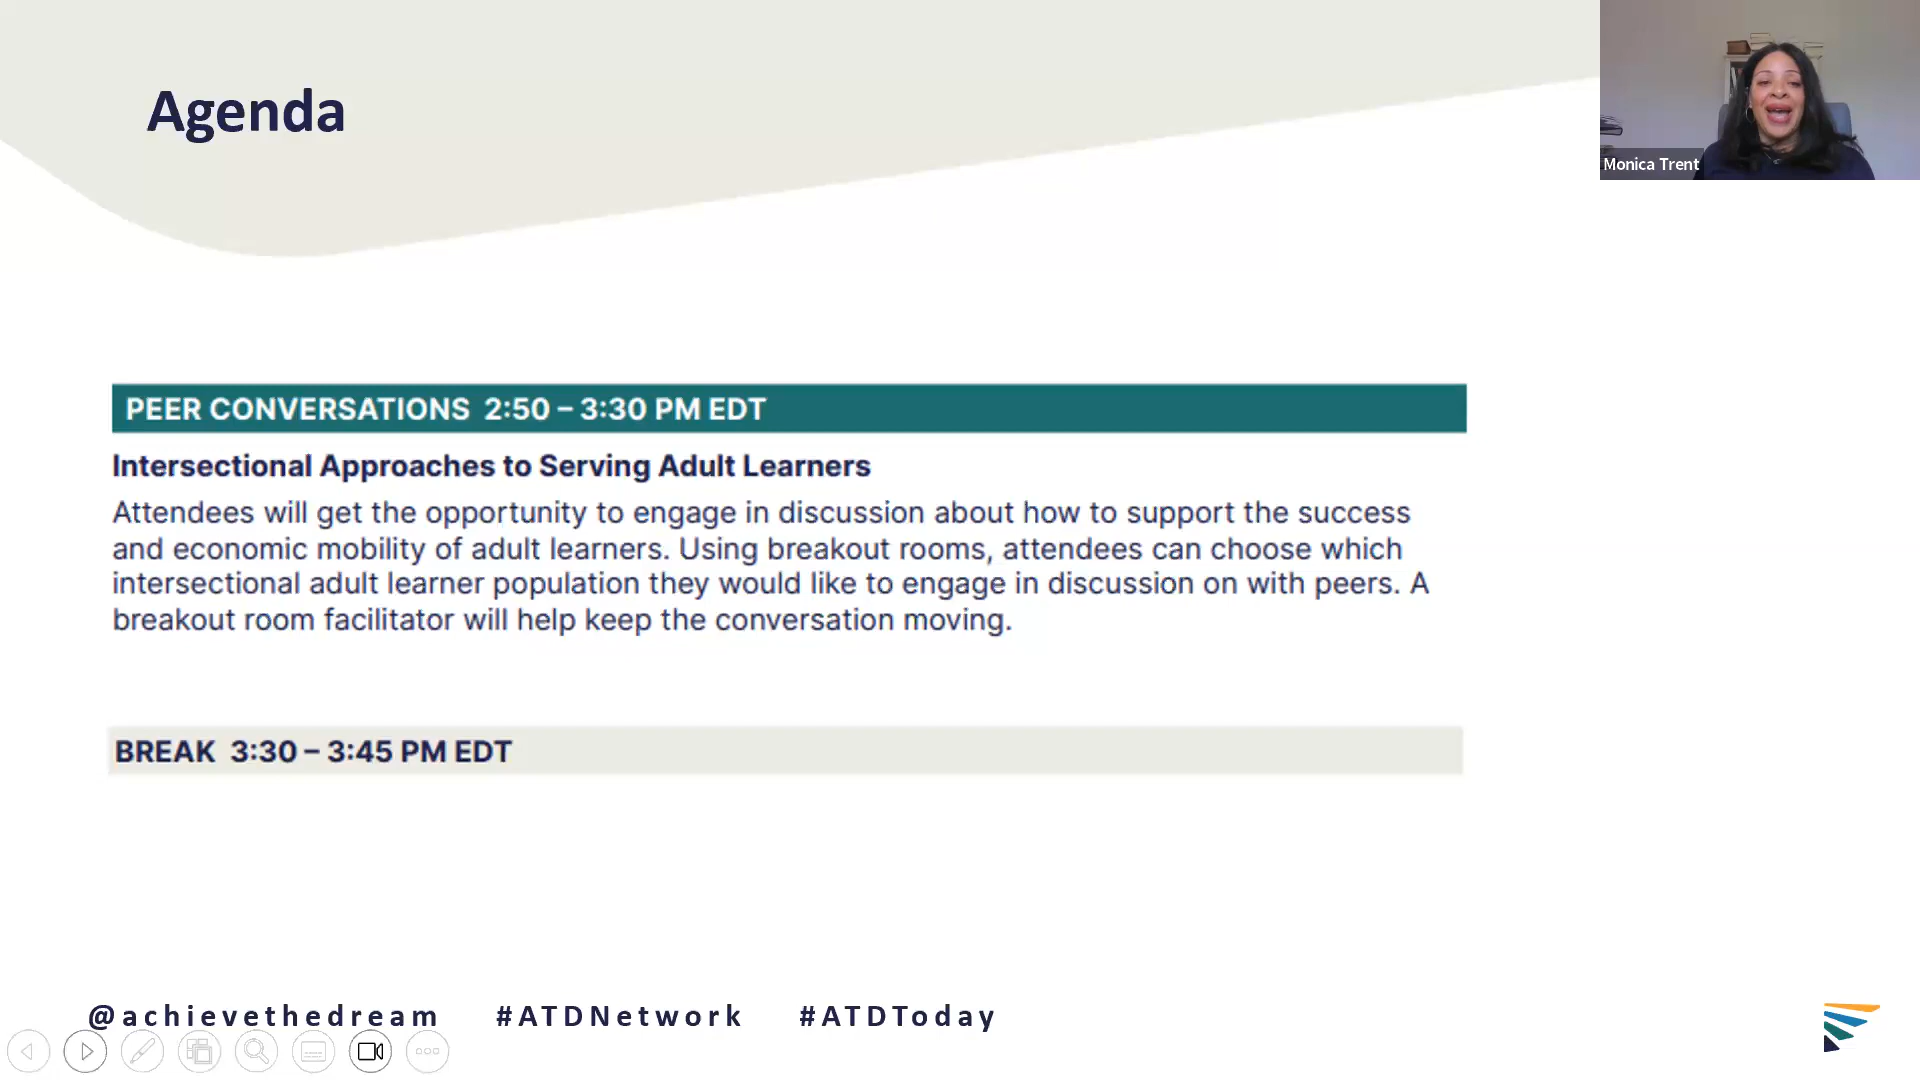 Agenda
Monica Trent
PEER CONVERSATIONS 2:50 – 3:30 PM EDT
Intersectional Approaches to Serving Adult Learners
Attendees will get the opportunity to engage in discussion about how to support the success
and economic mobility of adult learners. Using breakout rooms, attendees can choose which
intersectional adult learner population they would like to engage in discussion on with peers. A
breakout room facilitator will help keep the conversation moving.
BREAK 3:30 – 3:45 PM EDT
@achievethedream #ATDNetwork #ATDToday